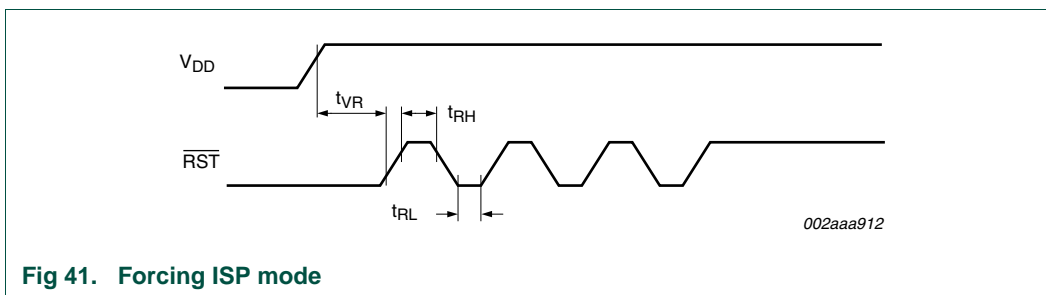 VDD
tVR
tRH
RST
tRL
002aaa912
Fig 41. Forcing ISP mode